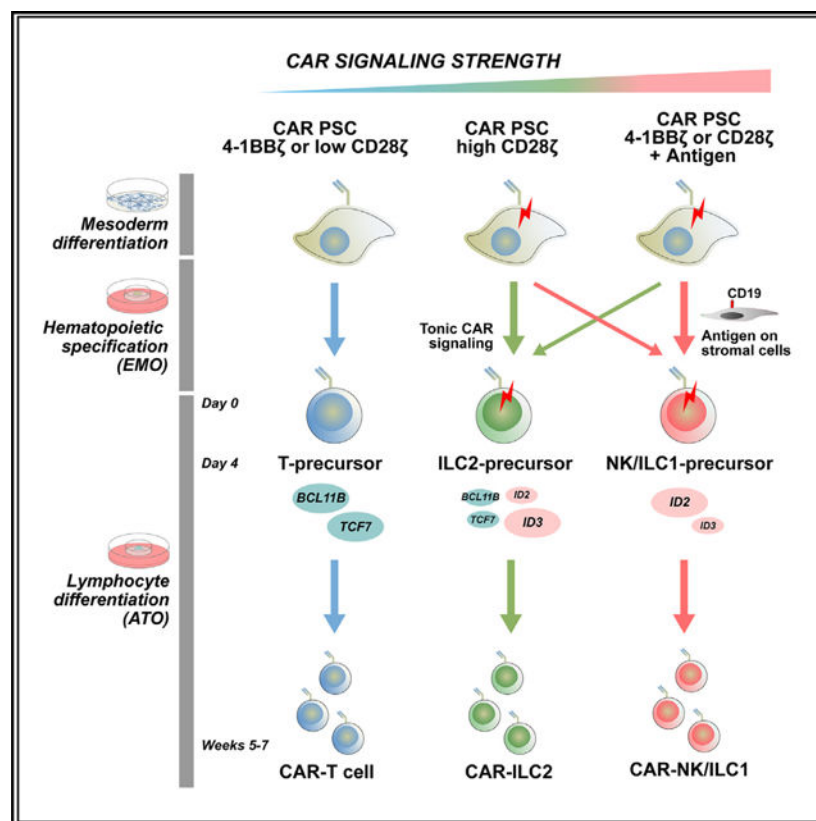 CAR SIGNALING STRENGTH
CAR PSC
4-1BBζ or low CD28ζ
CAR PSC
high CD28ζ
CAR PSC
4-1BBζ or CD28ζ
+ Antigen
Mesoderm
differentiation
Hematopoietic
specification
(EMO)
Tonic CAR
signaling
CD19
Antigen on
stromal cells
Day 0
Day 4
T-precursor
ILC2-precursor
NK/ILC1-precursor
BCL11B
TCF7
BCL11B
ID2
TCF7
ID3
ID2
ID3
Lymphocyte
differentiation
(ATO)
Weeks 5-7
CAR-T cell
CAR-ILC2
CAR-NK/ILC1